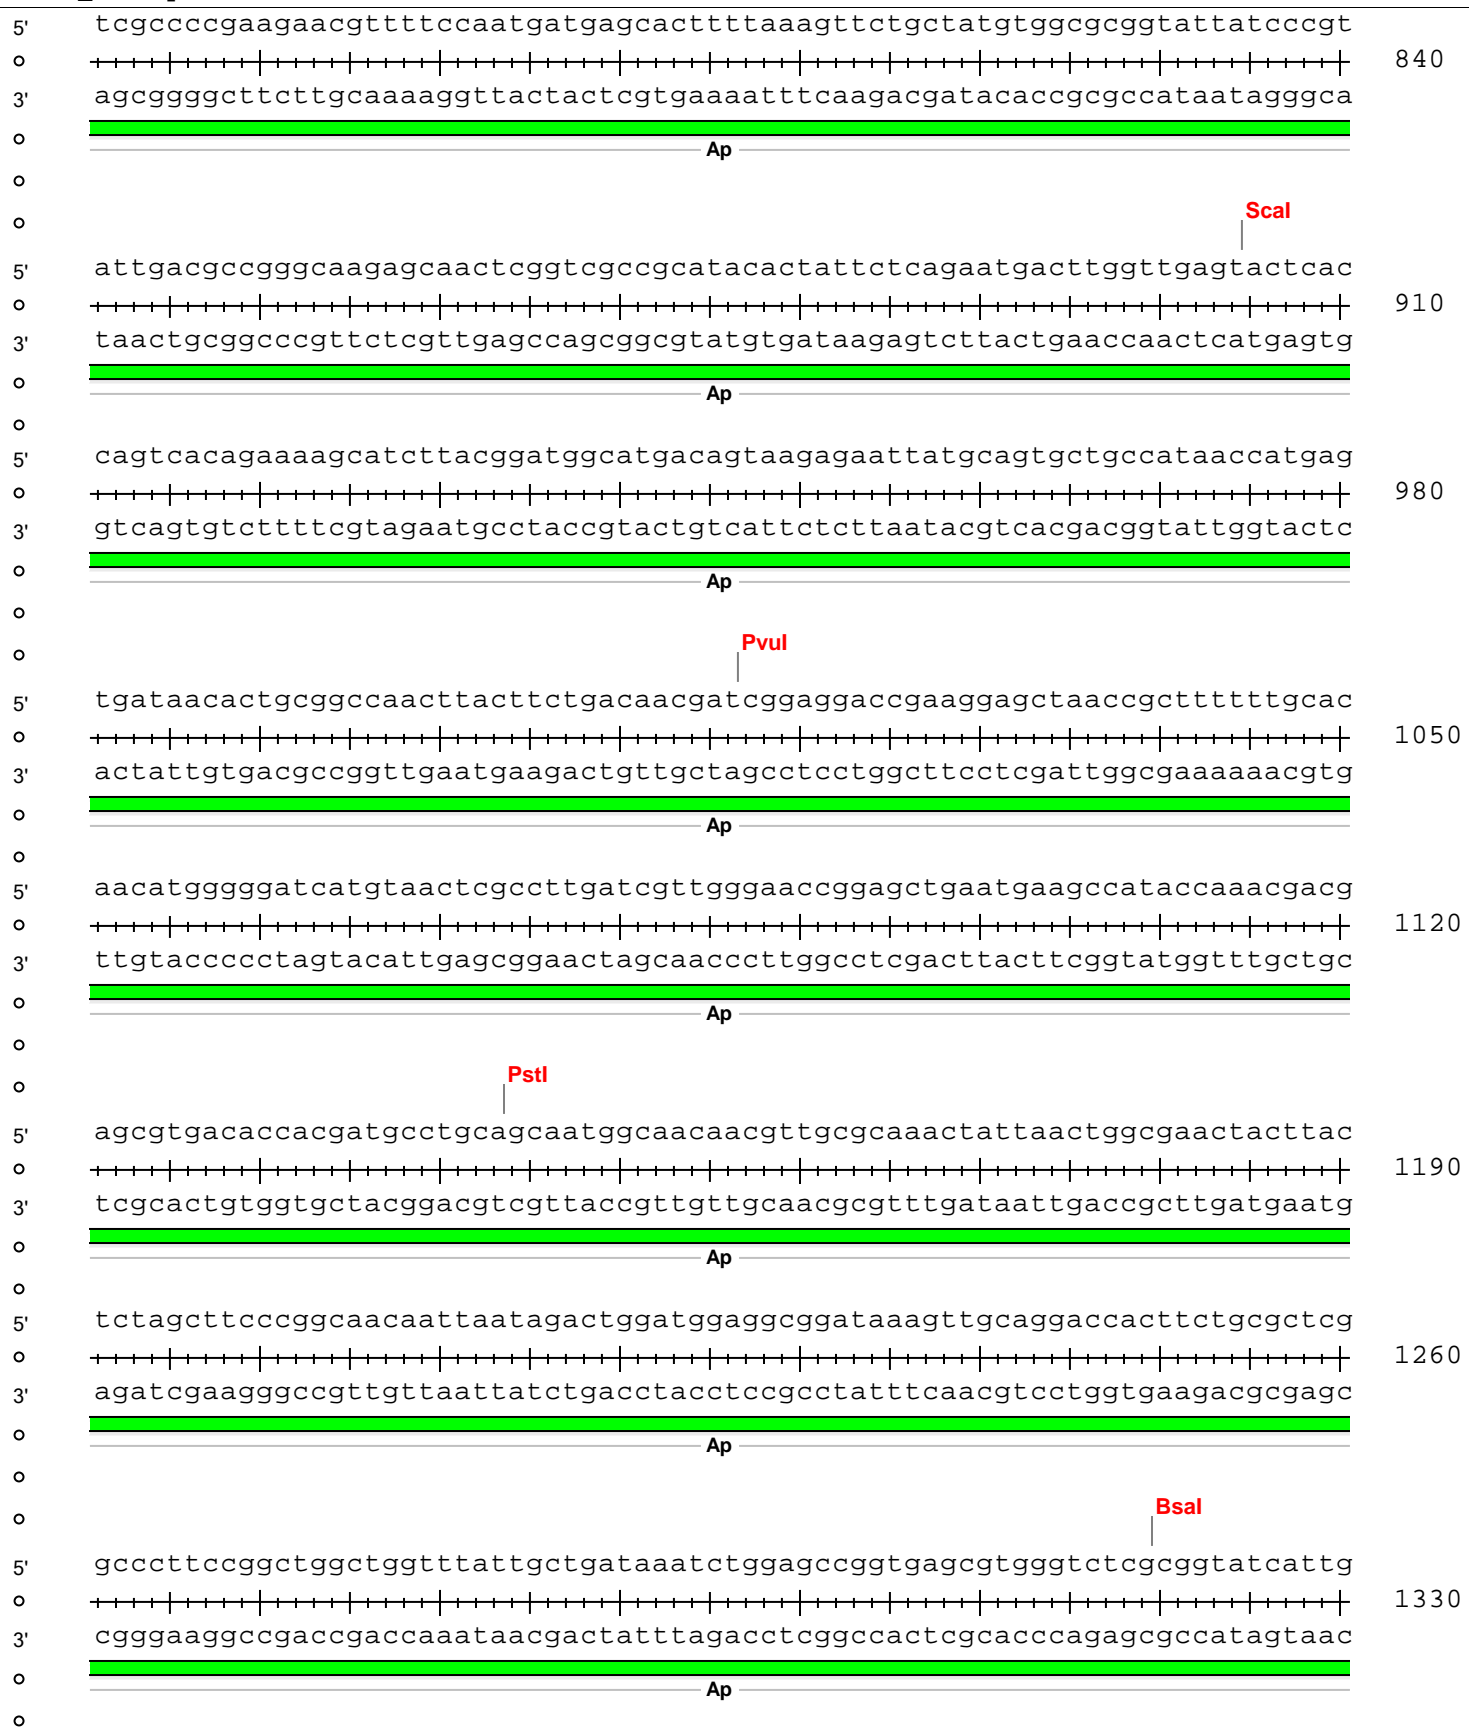 5' tcgccccgaagaacgttttccaatgatgagcacttttaaagttctgctatgtggcgcggtattatcccgt
840
3' agcggggcttcttgcaaaaggttactactcgtgaaaatttcaagacgatacaccgcgccataatagggca
Ap
ScaI
5' attgacgccgggcaagagcaactcggtcgccgcatacactattctcagaatgacttggttgagtactcac
910
3' taactgcggcccgttctcgttgagccagcggcgtatgtgataagagtcttactgaaccaactcatgagtg
Ap
5' cagtcacagaaaagcatcttacggatggcatgacagtaagagaattatgcagtgctgccataaccatgag
980
3' gtcagtgtcttttcgtagaatgcctaccgtactgtcattctcttaatacgtcacgacggtattggtactc
Ap
PvuI
5' tgataacactgcggccaacttacttctgacaacgatcggaggaccgaaggagctaaccgcttttttgcac
1050
3' actattgtgacgccggttgaatgaagactgttgctagcctcctggcttcctcgattggcgaaaaaacgtg
Ap
5' aacatgggggatcatgtaactcgccttgatcgttgggaaccggagctgaatgaagccataccaaacgacg
1120
3' ttgtaccccctagtacattgagcggaactagcaacccttggcctcgacttacttcggtatggtttgctgc
Ap
PstI
5' agcgtgacaccacgatgcctgcagcaatggcaacaacgttgcgcaaactattaactggcgaactacttac
1190
3' tcgcactgtggtgctacggacgtcgttaccgttgttgcaacgcgtttgataattgaccgcttgatgaatg
Ap
5' tctagcttcccggcaacaattaatagactggatggaggcggataaagttgcaggaccacttctgcgctcg
1260
3' agatcgaagggccgttgttaattatctgacctacctccgcctatttcaacgtcctggtgaagacgcgagc
Ap
BsaI
5' gcccttccggctggctggtttattgctgataaatctggagccggtgagcgtgggtctcgcggtatcattg
1330
3' cgggaaggccgaccgaccaaataacgactatttagacctcggccactcgcacccagagcgccatagtaac
Ap